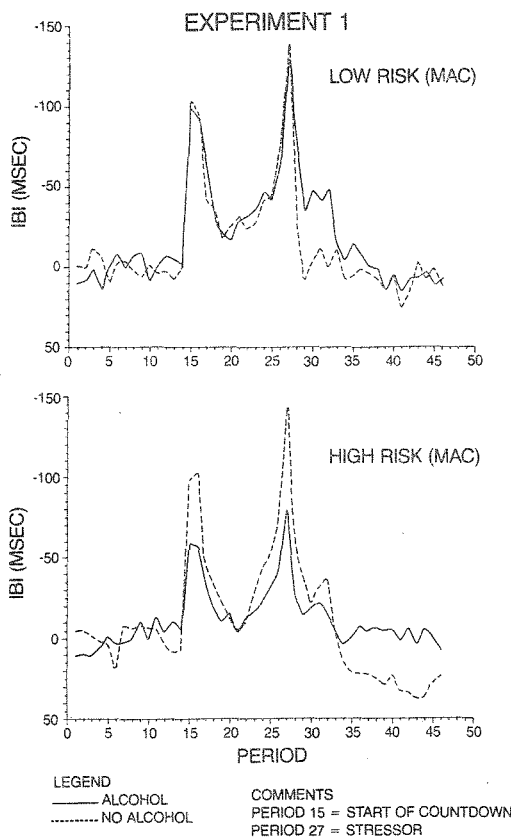 EXPERIMENT 1
LOW RISK (MAC)
IBI (MSEC)
-150
-100
-50
0
50
0 5 10 15 20 25 30 35 40 45 50
HIGH RISK (MAC)
IBI (MSEC)
-150
-100
-50
0
50
0 5 10 15 20 25 30 35 40 45 50
PERIOD
LEGEND
ALCOHOL
NO ALCOHOL
COMMENTS
PERIOD 15 = START OF COUNTDOWN
PERIOD 27 = STRESSOR